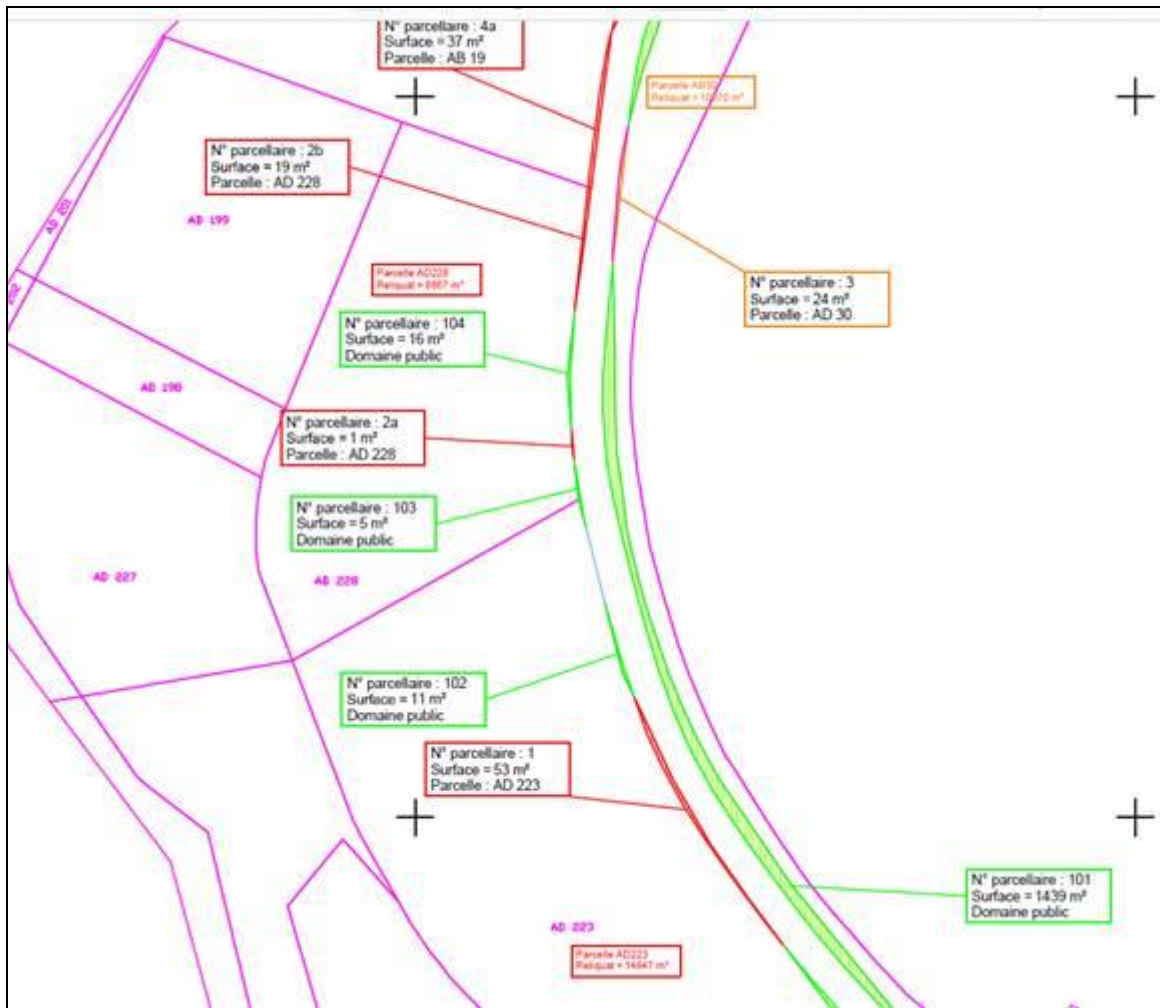 N° parcellaire : 4a
Surface = 37 m²
Parcelle : AB 19
N° parcellaire : 2b
Surface = 19 m²
Parcelle : AD 228
AD 201
AD 199
202
Parcelle AD228
N° parcellaire : 3
Surface = 24 m²
Parcelle : AD 30
N° parcellaire : 104
Surface = 16 m²
Domaine public
AD 198
N° parcellaire : 2a
Surface = 1 m²
Parcelle : AD 228
N° parcellaire : 103
Surface = 5 m²
Domaine public
AD 227
AD 228
N° parcellaire : 102
Surface = 11 m²
Domaine public
N° parcellaire : 1
Surface = 53 m²
Parcelle : AD 223
N° parcellaire : 101
Surface = 1439 m²
Domaine public
AD 223
Parcelle AD223